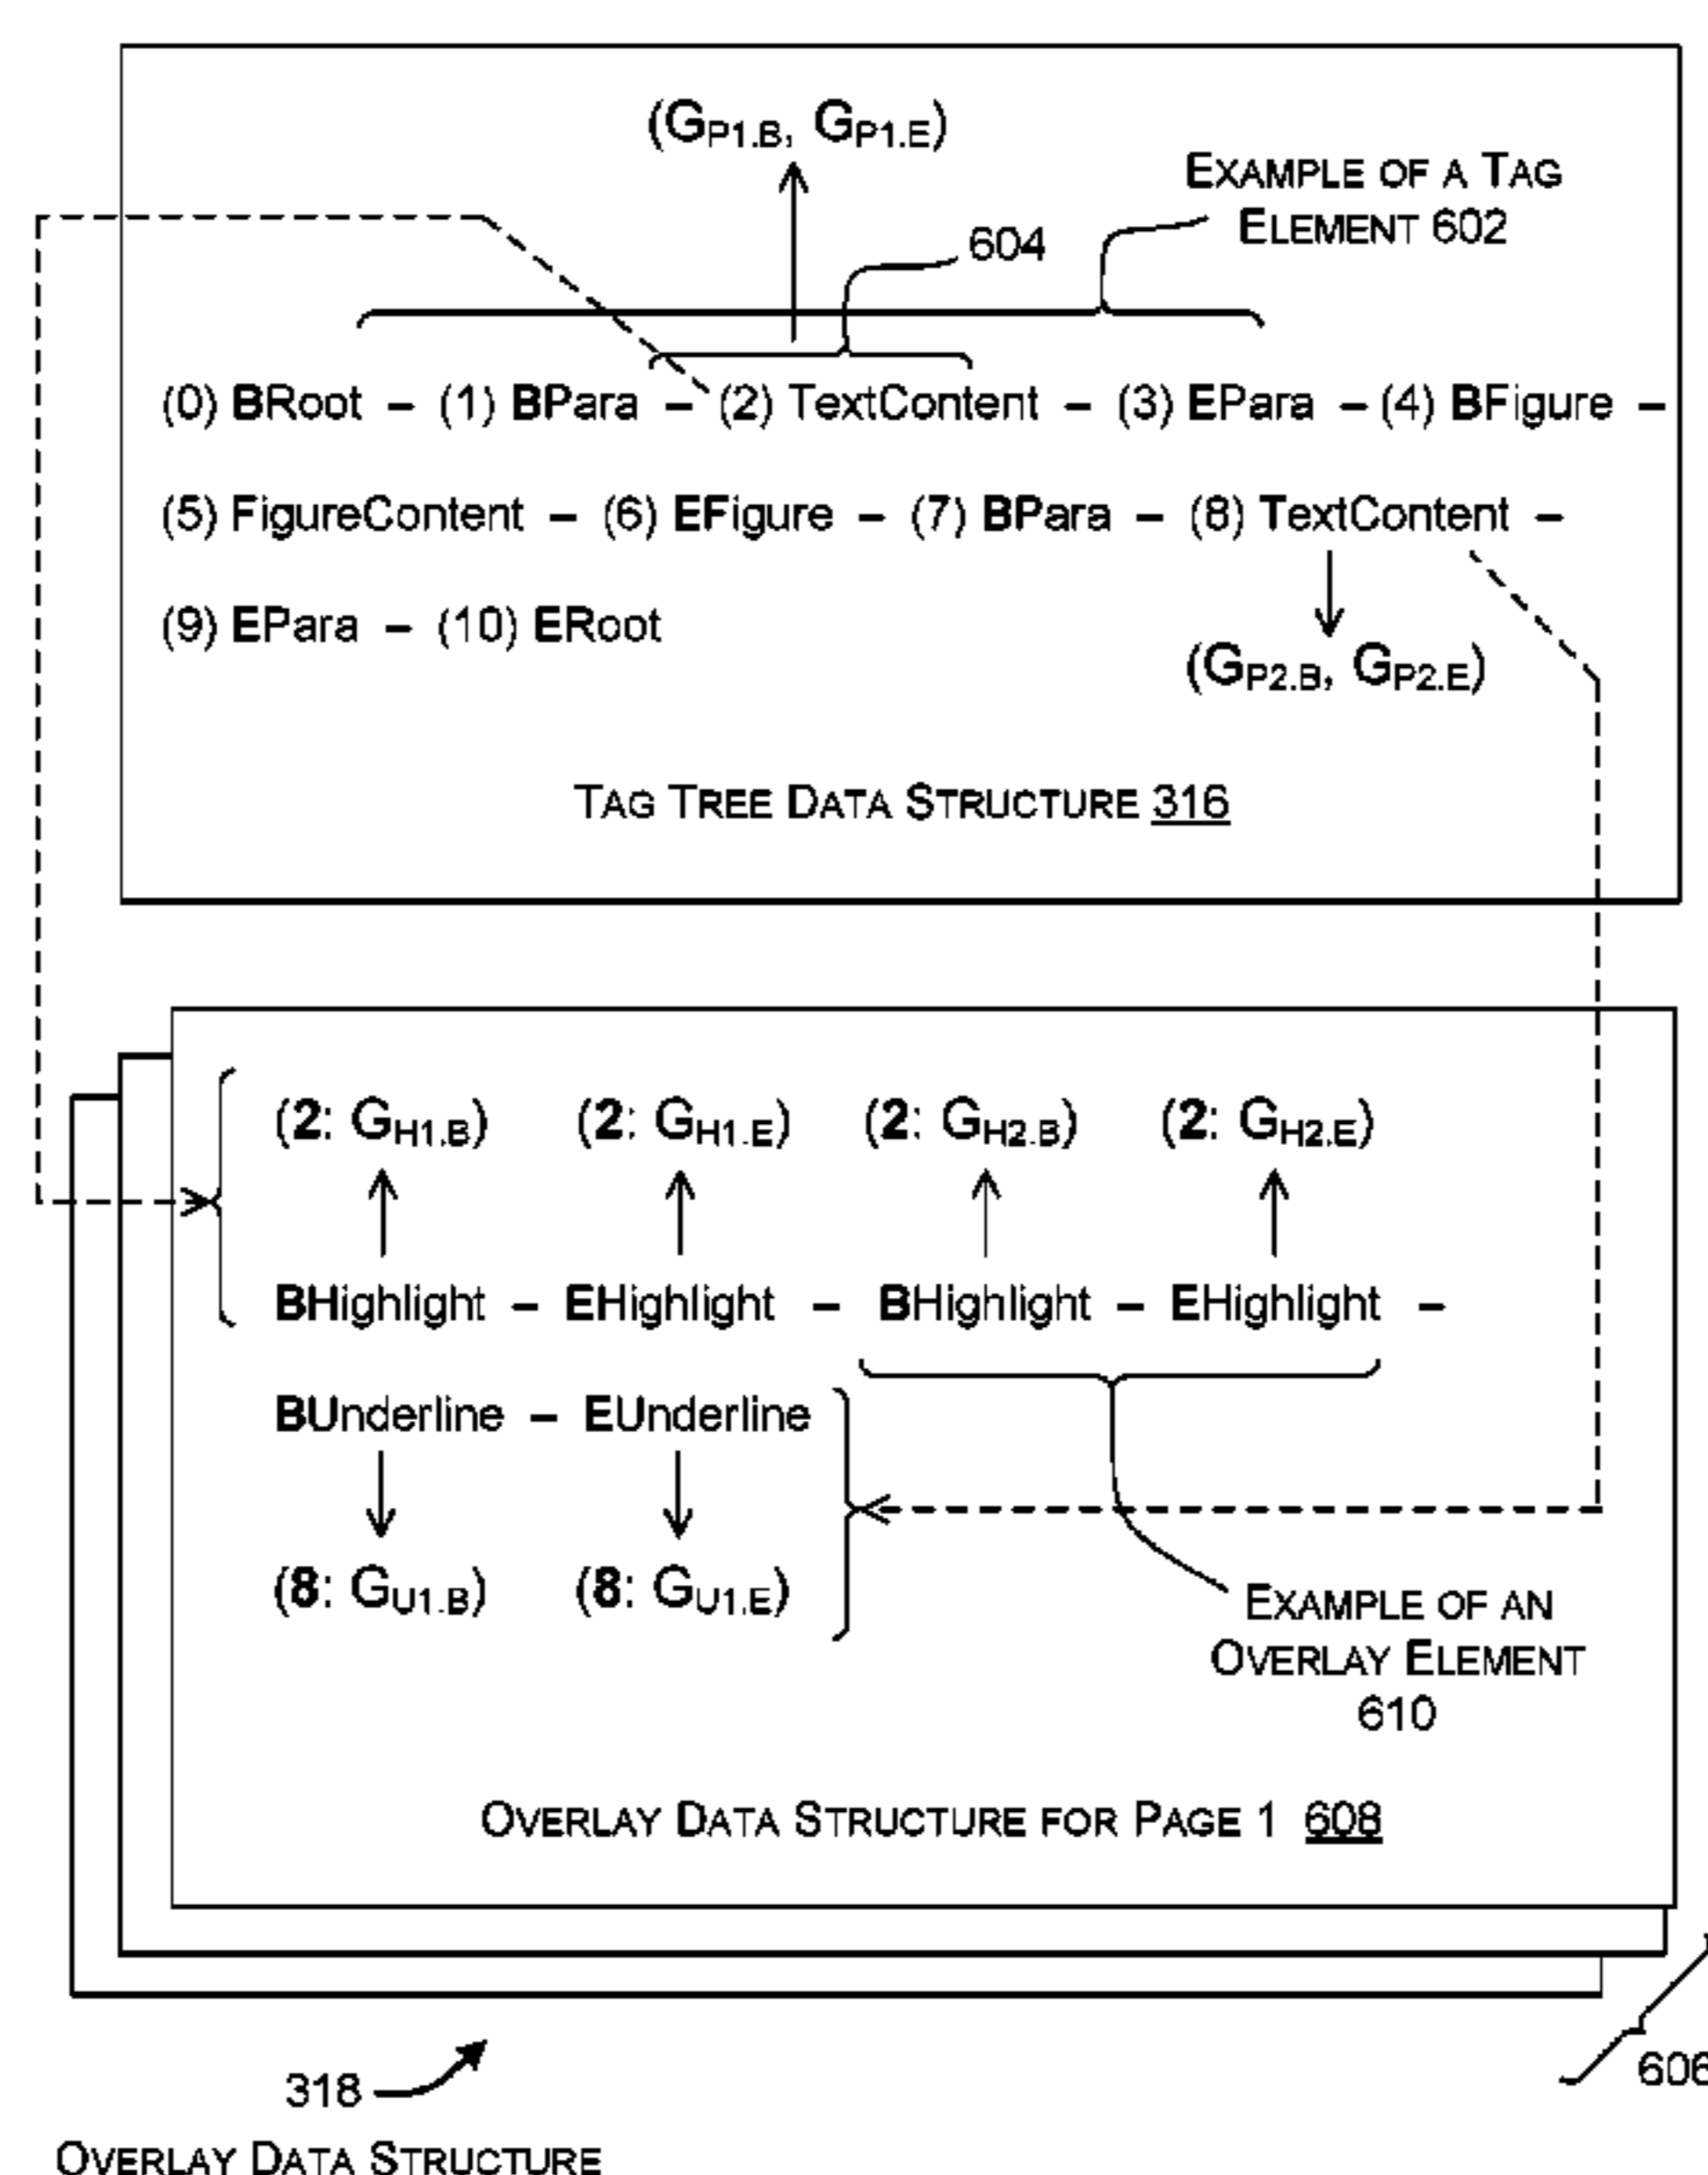 (GP1.B, GP1.E)
EXAMPLE OF A TAG
ELEMENT 602
604
(0) BRoot – (1) BPara – (2) TextContent – (3) EPara – (4) BFigure –
(5) FigureContent – (6) EFigure – (7) BPara – (8) TextContent –
(9) EPara – (10) ERoot
(GP2.B, GP2.E)
TAG TREE DATA STRUCTURE 316
(2: GH1.B) (2: GH1.E) (2: GH2.B) (2: GH2.E)
BHighlight – EHighlight – BHighlight – EHighlight –
BUnderline – EUnderline
(8: GU1.B) (8: GU1.E)
EXAMPLE OF AN
OVERLAY ELEMENT
610
OVERLAY DATA STRUCTURE FOR PAGE 1 608
606
318
OVERLAY DATA STRUCTURE